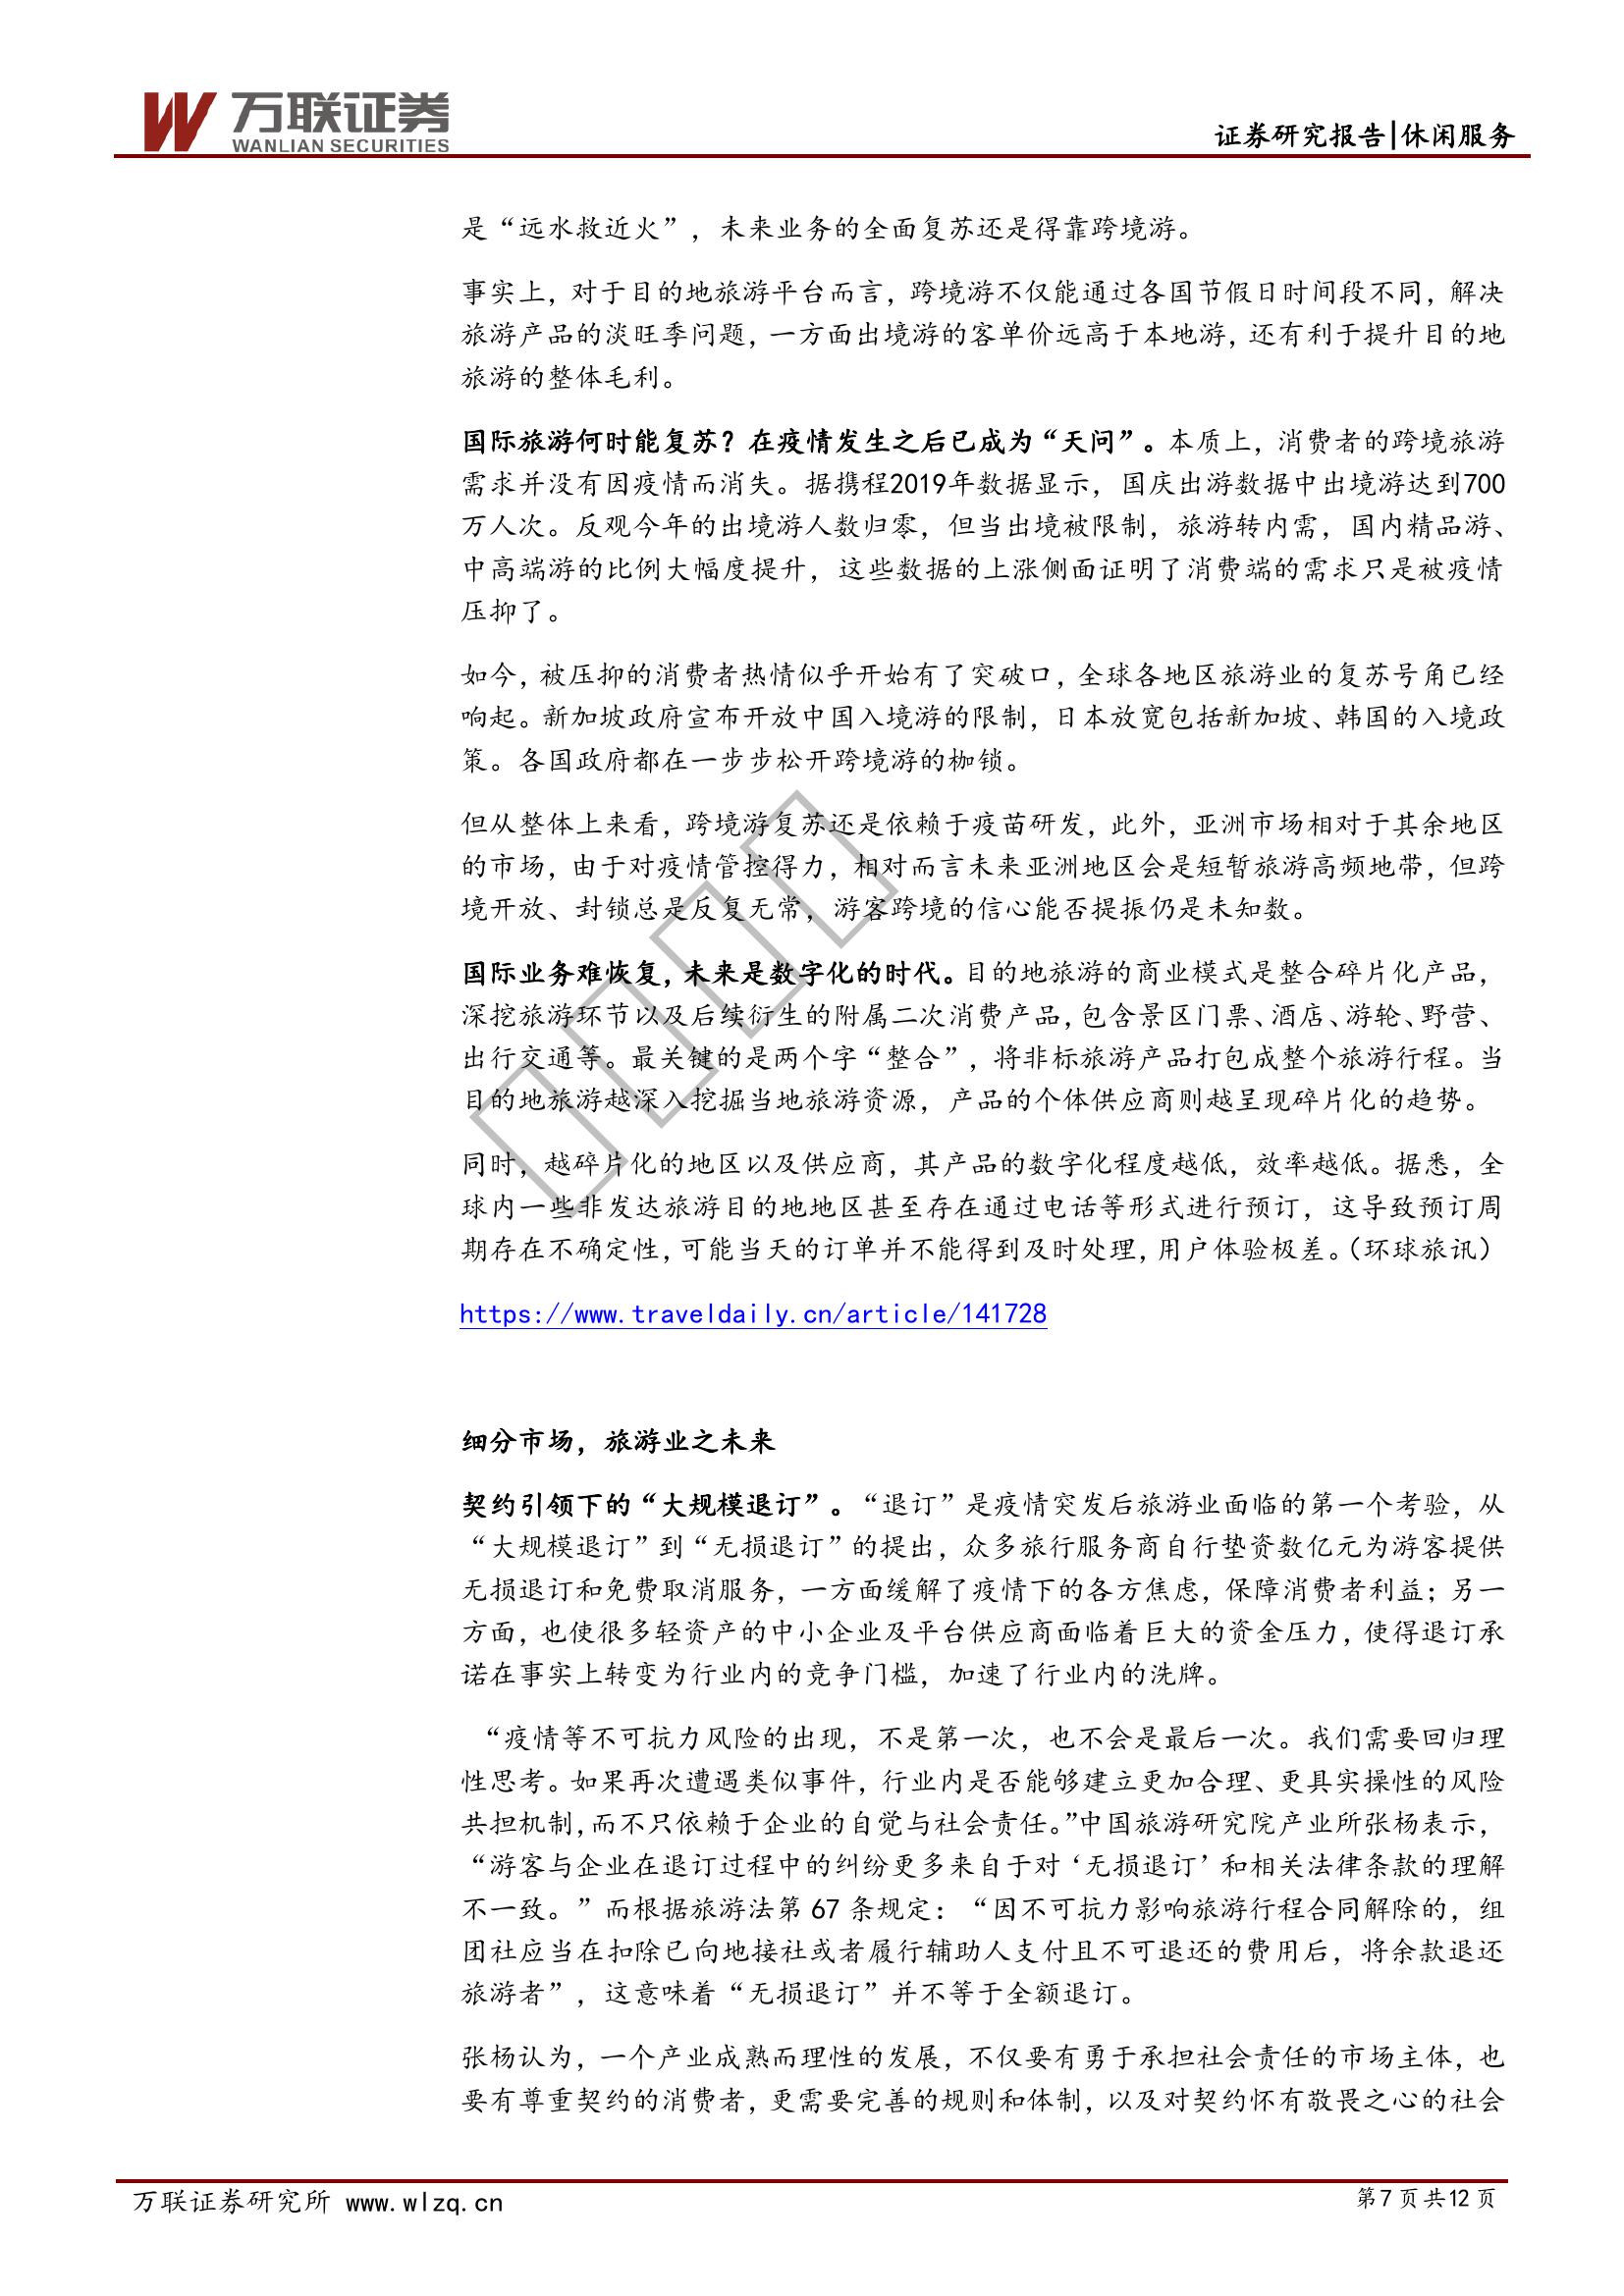 万联证券
WANLIAN SECURITIES
证券研究报告|休闲服务
是“远水救近火”，未来业务的全面复苏还是得靠跨境游。
事实上，对于目的地旅游平台而言，跨境游不仅能通过各国节假日时间段不同，解决
旅游产品的淡旺季问题，一方面出境游的客单价远高于本地游，还有利于提升目的地
旅游的整体毛利。
国际旅游何时能复苏？在疫情发生之后已成为“天问”。本质上，消费者的跨境旅游
需求并没有因疫情而消失。据携程2019年数据显示，国庆出游数据中出境游达到700
万人次。反观今年的出境游人数归零，但当出境被限制，旅游转内需，国内精品游、
中高端游的比例大幅度提升，这些数据的上涨侧面证明了消费端的需求只是被疫情
压抑了。
如今，被压抑的消费者热情似乎开始有了突破口，全球各地区旅游业的复苏号角已经
响起。新加坡政府宣布开放中国入境游的限制，日本放宽包括新加坡、韩国的入境政
策。各国政府都在一步步松开跨境游的枷锁。
但从整体上来看，跨境游复苏还是依赖于疫苗研发，此外，亚洲市场相对于其余地区
的市场，由于对疫情管控得力，相对而言未来亚洲地区会是短暂旅游高频地带，但跨
境开放、封锁总是反复无常，游客跨境的信心能否提振仍是未知数。
国际业务难恢复，未来是数字化的时代。目的地旅游的商业模式是整合碎片化产品，
深挖旅游环节以及后续衍生的附属二次消费产品，包含景区门票、酒店、游轮、野营、
出行交通等。最关键的是两个字“整合”，将非标旅游产品打包成整个旅游行程。当
目的地旅游越深入挖掘当地旅游资源，产品的个体供应商则越呈现碎片化的趋势。
同时，越碎片化的地区以及供应商，其产品的数字化程度越低，效率越低。据悉，全
球内一些非发达旅游目的地地区甚至存在通过电话等形式进行预订，这导致预订周
期存在不确定性，可能当天的订单并不能得到及时处理，用户体验极差。（环球旅讯）
https://www.traveldaily.cn/article/141728
细分市场，旅游业之未来
契约引领下的“大规模退订”。“退订”是疫情突发后旅游业面临的第一个考验，从
“大规模退订”到“无损退订”的提出，众多旅行服务商自行垫资数亿元为游客提供
无损退订和免费取消服务，一方面缓解了疫情下的各方焦虑，保障消费者利益；另一
方面，也使很多轻资产的中小企业及平台供应商面临着巨大的资金压力，使得退订承
诺在事实上转变为行业内的竞争门槛，加速了行业内的洗牌。
“疫情等不可抗力风险的出现，不是第一次，也不会是最后一次。我们需要回归理
性思考。如果再次遭遇类似事件，行业内是否能够建立更加合理、更具实操性的风险
共担机制，而不只依赖于企业的自觉与社会责任。”中国旅游研究院产业所张杨表示，
“游客与企业在退订过程中的纠纷更多来自于对‘无损退订’和相关法律条款的理解
不一致。”而根据旅游法第 67 条规定：“因不可抗力影响旅游行程合同解除的，组
团社应当在扣除已向地接社或者履行辅助人支付且不可退还的费用后，将余款退还
旅游者”，这意味着“无损退订”并不等于全额退订。
张杨认为，一个产业成熟而理性的发展，不仅要有勇于承担社会责任的市场主体，也
要有尊重契约的消费者，更需要完善的规则和体制，以及对契约怀有敬畏之心的社会
万联证券研究所 www.wlzq.cn
第7页共12页